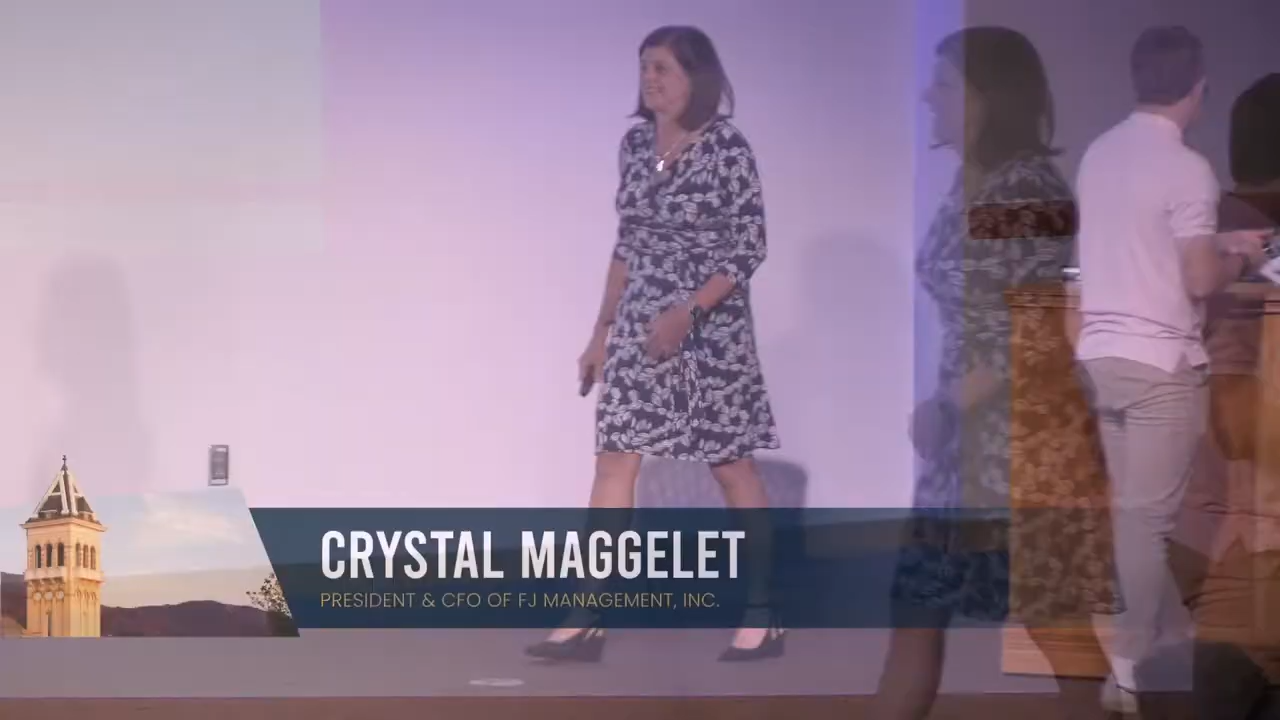 CRYSTAL MAGGELET
PRESIDENT & CFO OF FJ MANAGEMENT, INC.